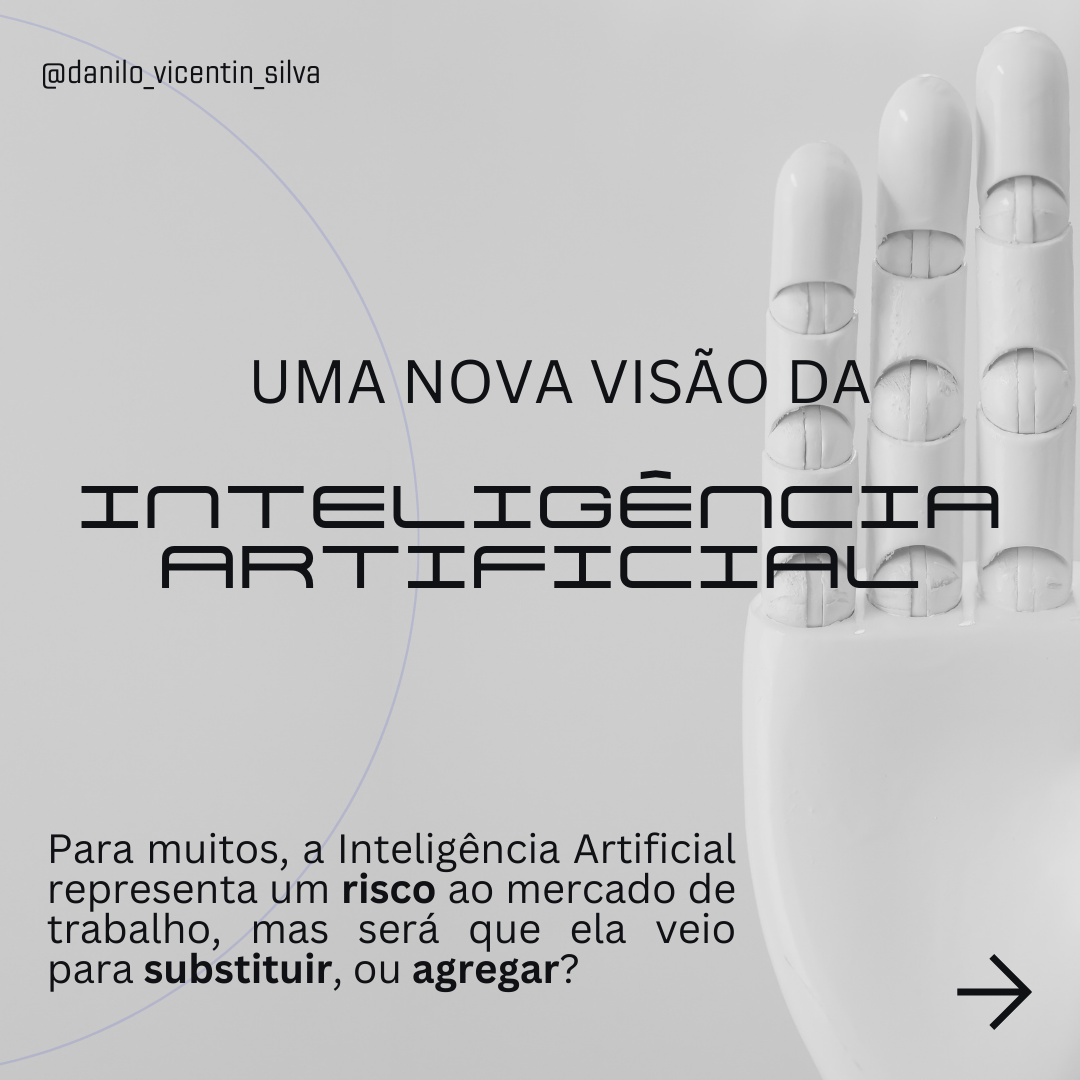 @danilo_vicentin_silva
UMA NOVA VISÃO DA
INTELIGÊNCIA
ARTIFICIAL
Para muitos, a Inteligência Artificial
representa um risco ao mercado de
trabalho, mas será que ela veio
para substituir, ou agregar?